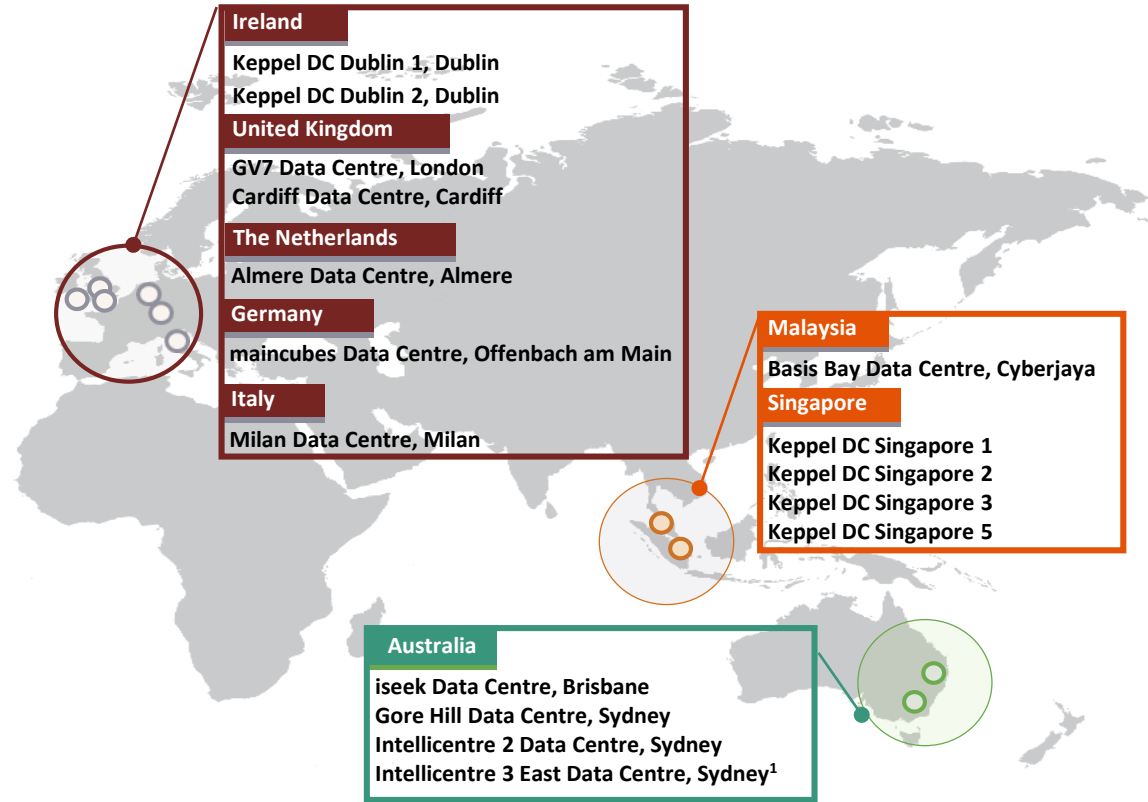 Ireland
Keppel DC Dublin 1, Dublin
Keppel DC Dublin 2, Dublin
United Kingdom
GV7 Data Centre, London
Cardiff Data Centre, Cardiff
The Netherlands
Almere Data Centre, Almere
Germany
maincubes Data Centre, Offenbach am Main
Italy
Milan Data Centre, Milan
Malaysia
Basis Bay Data Centre, Cyberjaya
Singapore
Keppel DC Singapore 1
Keppel DC Singapore 2
Keppel DC Singapore 3
Keppel DC Singapore 5
Australia
iseek Data Centre, Brisbane
Gore Hill Data Centre, Sydney
Intellicentre 2 Data Centre, Sydney
Intellicentre 3 East Data Centre, Sydney¹